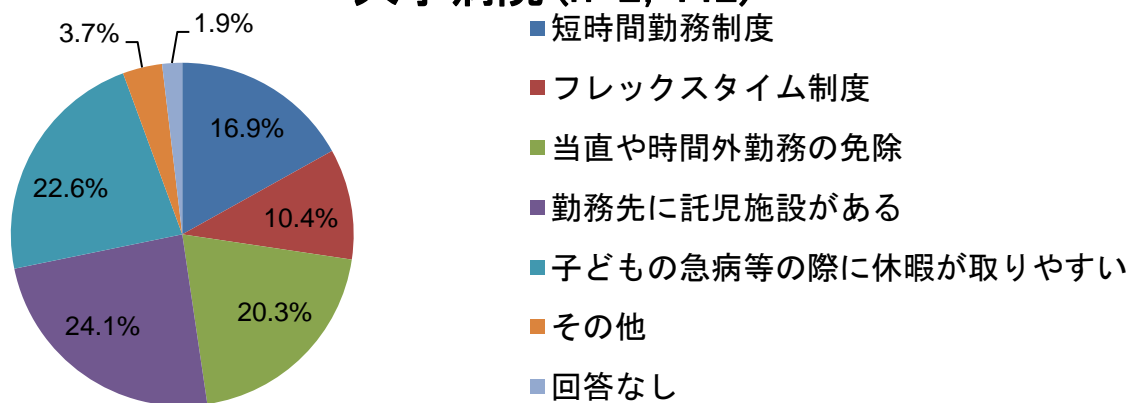 病院
3.7%
1.9%
16.9%
10.4%
20.3%
24.1%
22.6%
短時間勤務制度
フレックスタイム制度
当直や時間外勤務の免除
勤務先に託児施設がある
子どもの急病等の際に休暇が取りやすい
その他
回答なし